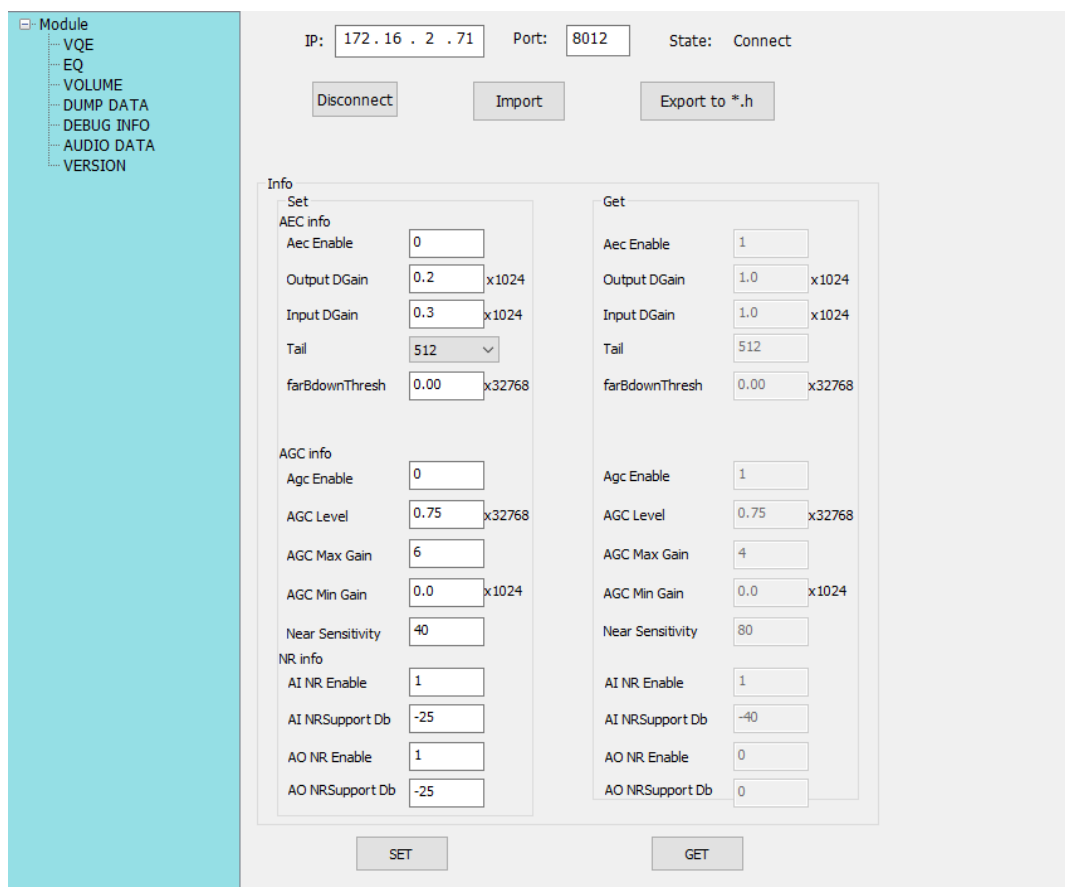 Module
VQE
EQ
VOLUME
DUMP DATA
DEBUG INFO
AUDIO DATA
VERSION
IP: 172 . 16 . 2 . 71 Port: 8012 State: Connect
Disconnect Import Export to *.h
Info
Set
AEC info
Aec Enable 0
Output DGain 0.2 x1024
Input DGain 0.3 x1024
Tail 512
farBdownThresh 0.00 x32768
AGC info
Agc Enable 0
AGC Level 0.75 x32768
AGC Max Gain 6
AGC Min Gain 0.0 x1024
Near Sensitivity 40
NR info
AI NR Enable 1
AI NRSupport Db -25
AO NR Enable 1
AO NRSupport Db -25
SET
Get
Aec Enable 1
Output DGain 1.0 x1024
Input DGain 1.0 x1024
Tail 512
farBdownThresh 0.00 x32768
Agc Enable 1
AGC Level 0.75 x32768
AGC Max Gain 4
AGC Min Gain 0.0 x1024
Near Sensitivity 80
AI NR Enable 1
AI NRSupport Db -40
AO NR Enable 0
AO NRSupport Db 0
GET